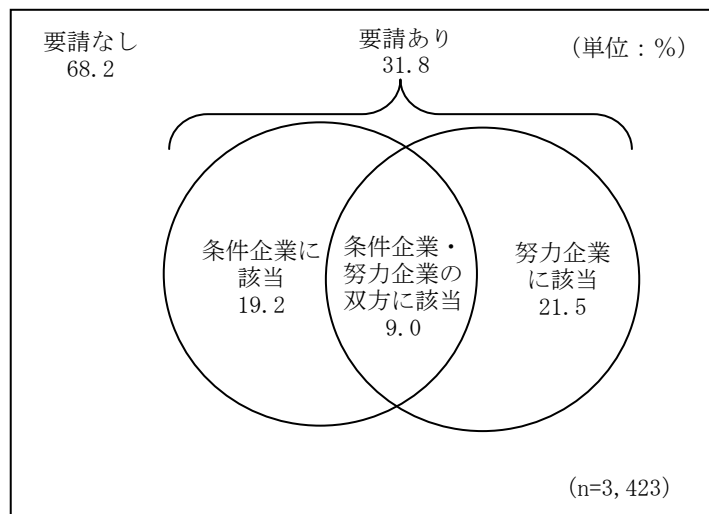 要請なし
68.2
要請あり
31.8
(単位：%)
条件企業に
該当
19.2
条件企業・
努力企業の
双方に該当
9.0
努力企業
に該当
21.5
(n=3,423)